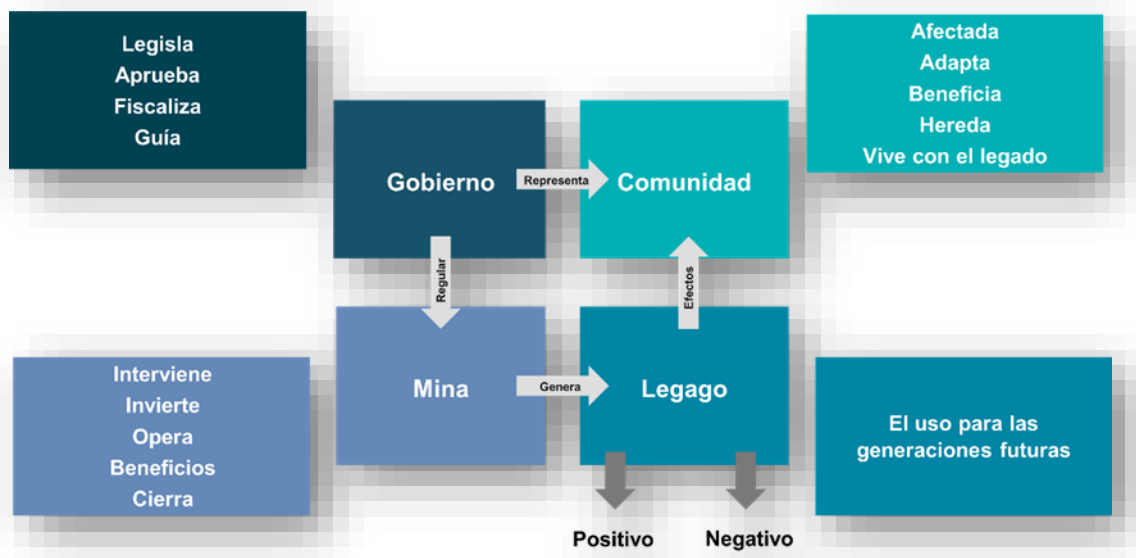 Legisla
Aprueba
Fiscaliza
Guía
Afectada
Adapta
Beneficia
Hereda
Vive con el legado
Gobierno
Representa
Comunidad
Regular
Efectos
Interviene
Invierte
Opera
Beneficios
Cierra
Mina
Genera
Legago
El uso para las
generaciones futuras
Positivo
Negativo